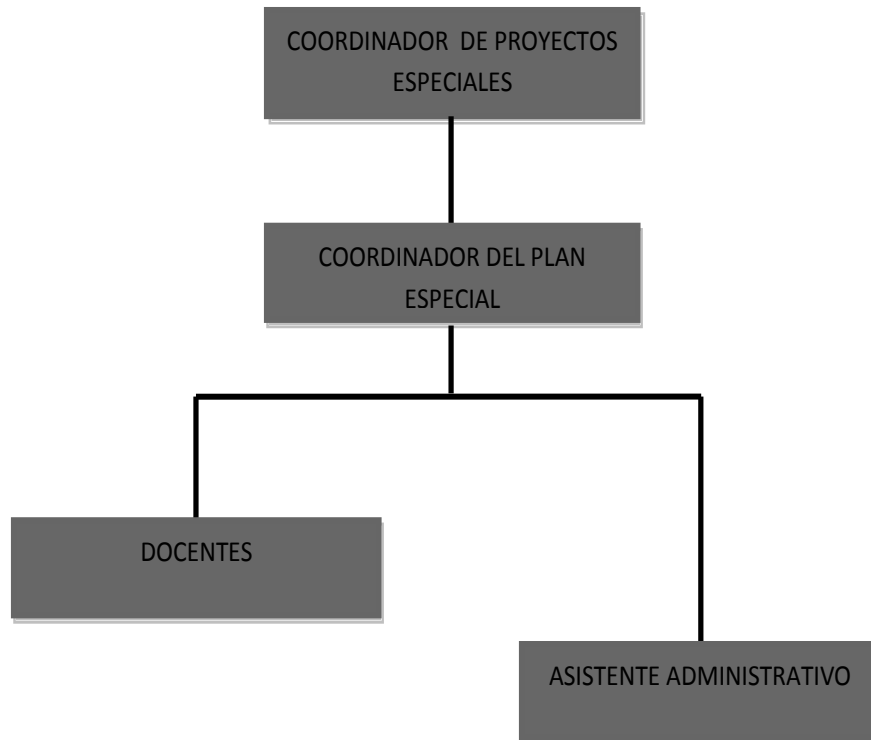 COORDINADOR DE PROYECTOS
ESPECIALES
COORDINADOR DEL PLAN
ESPECIAL
DOCENTES
ASISTENTE ADMINISTRATIVO